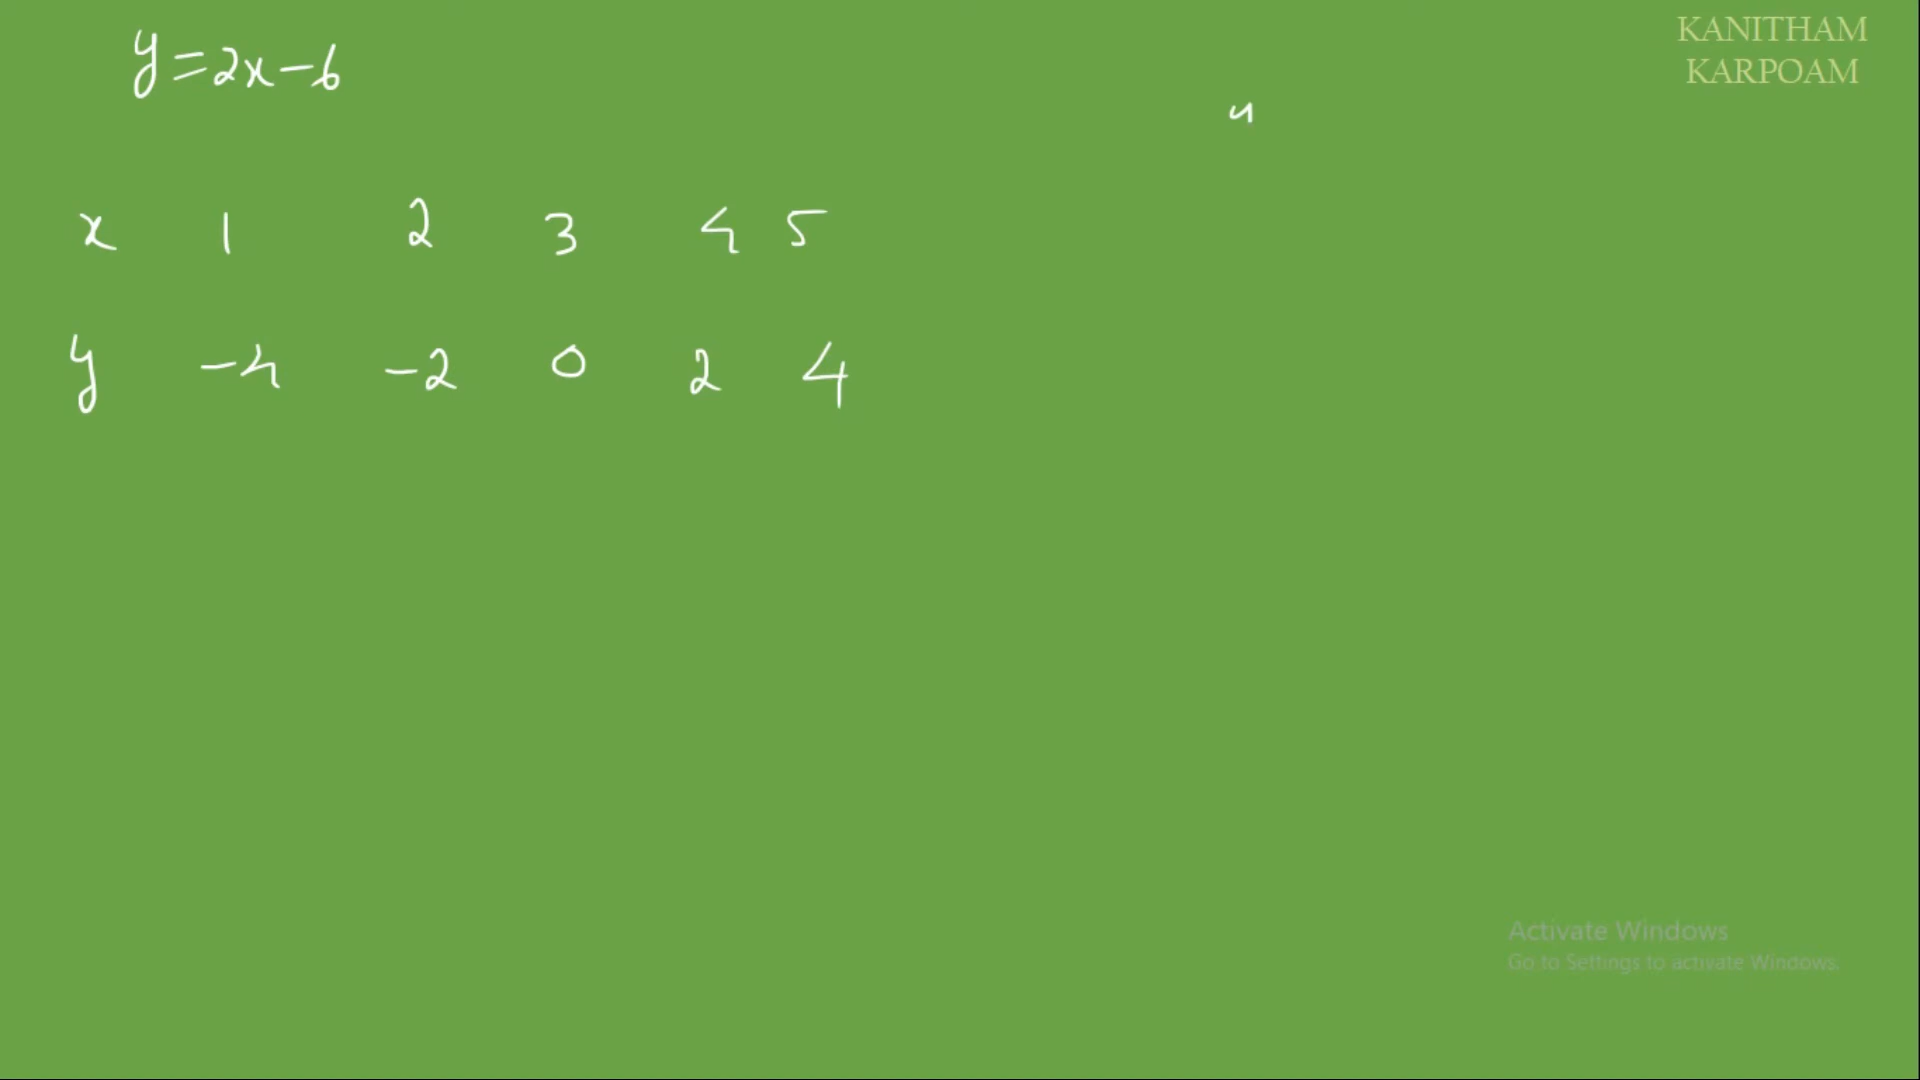 y=2x-6
KANITHAM
KARPOAM
x 1 2 3 4 5
y -4 -2 0 2 4
Activate Windows
Go to Settings to activate Windows.